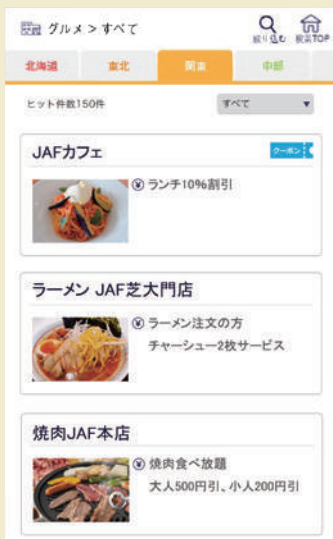 グルメ > すべて
絞り込む 検索TOP
北海道 東北 関東 中部
ヒット件数150件 すべて ▼
JAFカフェ クーポン
¥ ランチ10%割引
ラーメン JAF芝大門店
¥ ラーメン注文の方
チャーシュー2枚サービス
焼肉JAF本店
¥ 焼肉食べ放題
大人500円引、小人200円引